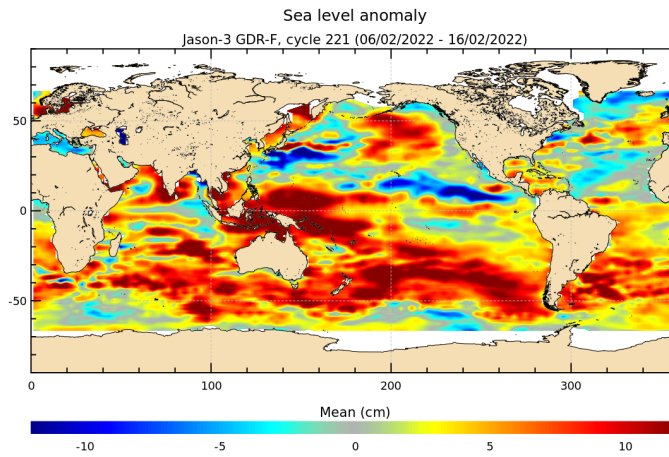 Sea level anomaly
Jason-3 GDR-F, cycle 221 (06/02/2022 - 16/02/2022)
50
0
-50
0 100 200 300
Mean (cm)
-10 -5 0 5 10